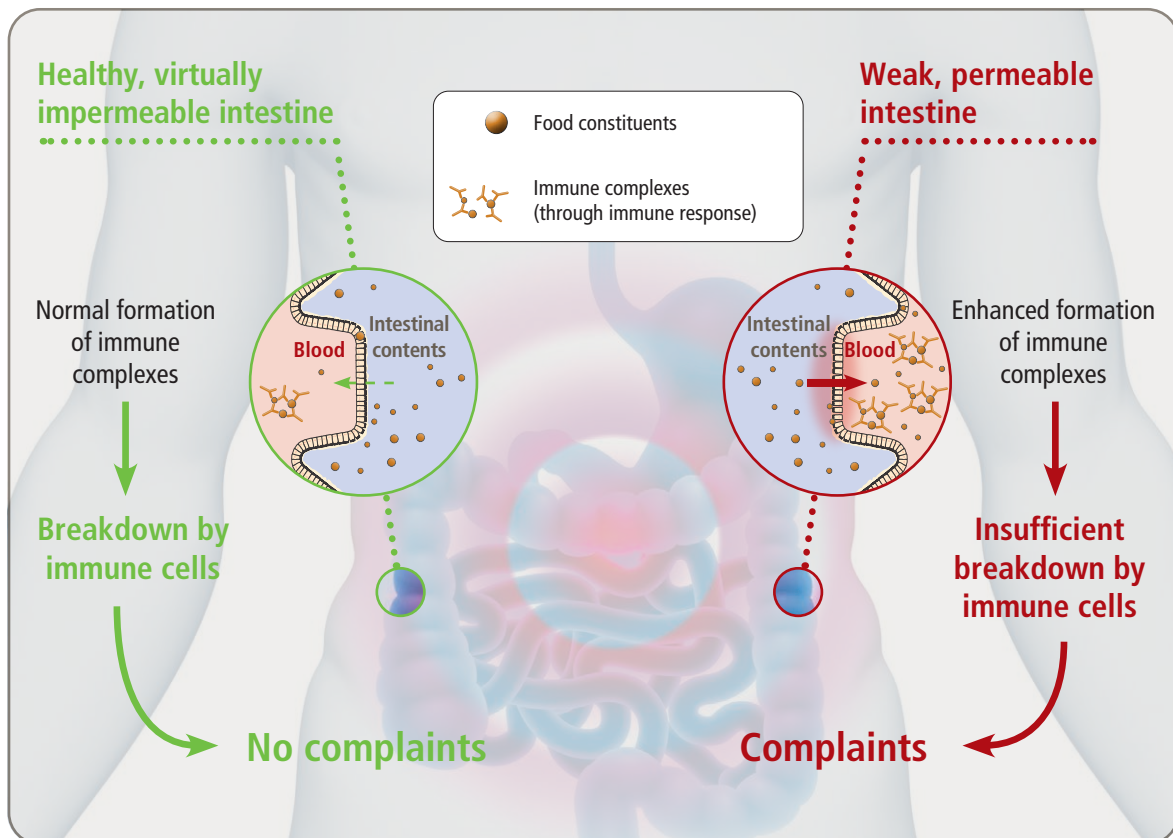 Healthy, virtually
impermeable intestine
Weak, permeable
intestine
Food constituents
Immune complexes
(through immune response)
Normal formation
of immune
complexes
Blood
Intestinal
contents
Intestinal
contents
Blood
Enhanced formation
of immune
complexes
Breakdown by
immune cells
Insufficient
breakdown by
immune cells
No complaints
Complaints